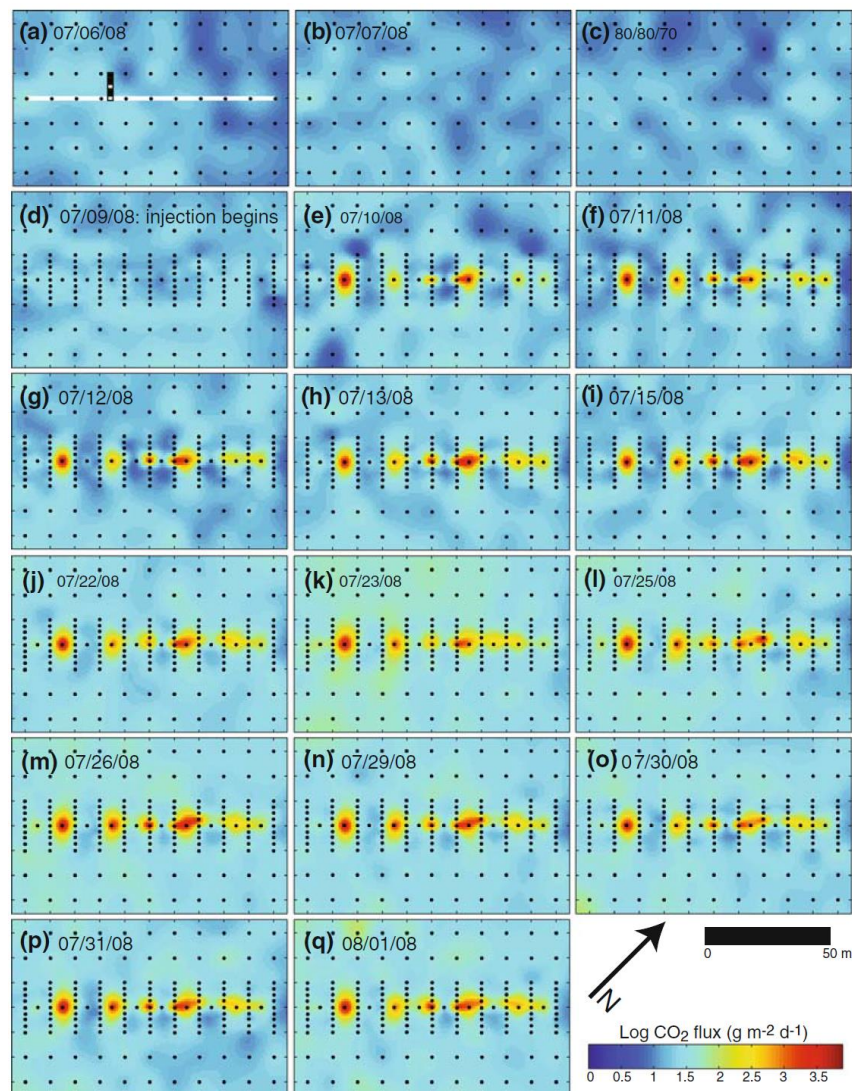 (a) 07/06/08
(b) 07/07/08
(c) 80/80/70
(d) 07/09/08: injection begins
(e) 07/10/08
(f) 07/11/08
(g) 07/12/08
(h) 07/13/08
(i) 07/15/08
(j) 07/22/08
(k) 07/23/08
(l) 07/25/08
(m) 07/26/08
(n) 07/29/08
(o) 07/30/08
(p) 07/31/08
(q) 08/01/08
N
0 50 m
Log CO₂ flux (g m⁻² d⁻¹)
0 0.5 1 1.5 2 2.5 3 3.5